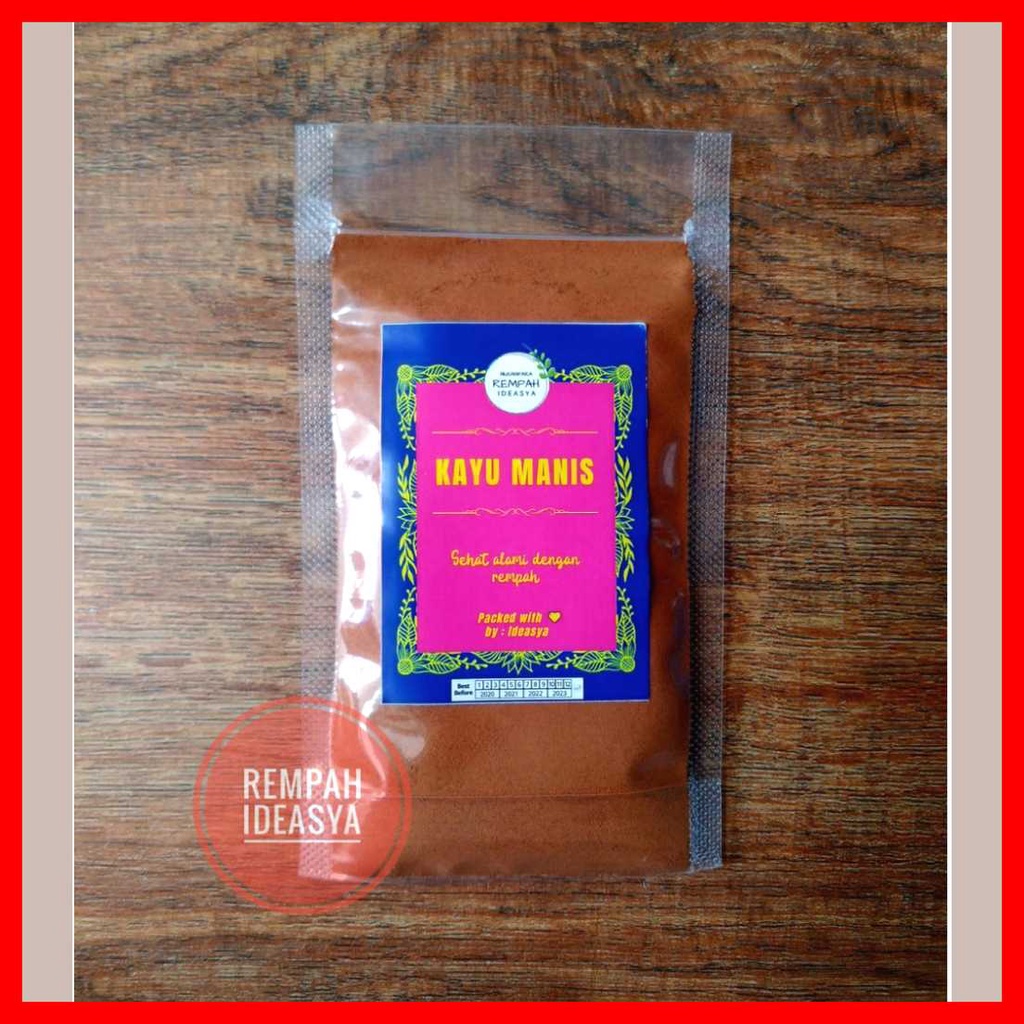 REMPAH
IDEASYA
KAYU MANIS
Sehat alami dengan
rempah
Packed with
by : Ideasya
Best
Before
1 2 3 4 5 6 7 8 9 10 11 12
2020 2021 2022 2023
REMPAH
IDEASYA